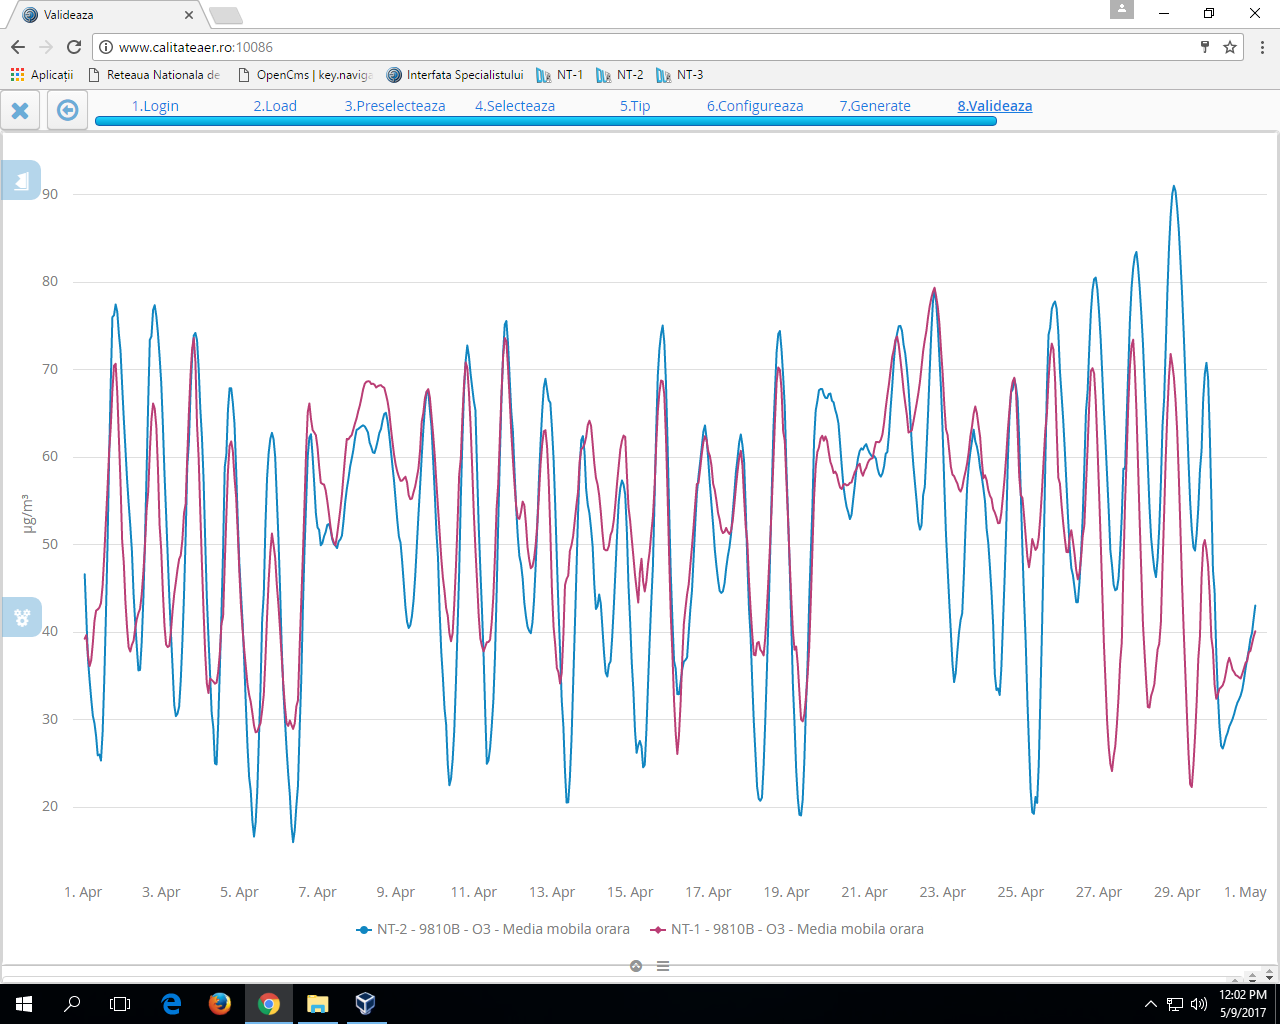 Valideaza
www.calitateaer.ro:10086
Aplicații Reteaua Nationala de OpenCms | key.naviga Interfata Specialistului NT-1 NT-2 NT-3
1.Login 2.Load 3.Preselecteaza 4.Selecteaza 5.Tip 6.Configureaza 7.Generate 8.Valideaza
90
80
70
60
50
40
30
20
µg/m³
1. Apr 3. Apr 5. Apr 7. Apr 9. Apr 11. Apr 13. Apr 15. Apr 17. Apr 19. Apr 21. Apr 23. Apr 25. Apr 27. Apr 29. Apr 1. May
NT-2 - 9810B - O3 - Media mobila orara NT-1 - 9810B - O3 - Media mobila orara
12:02 PM
5/9/2017